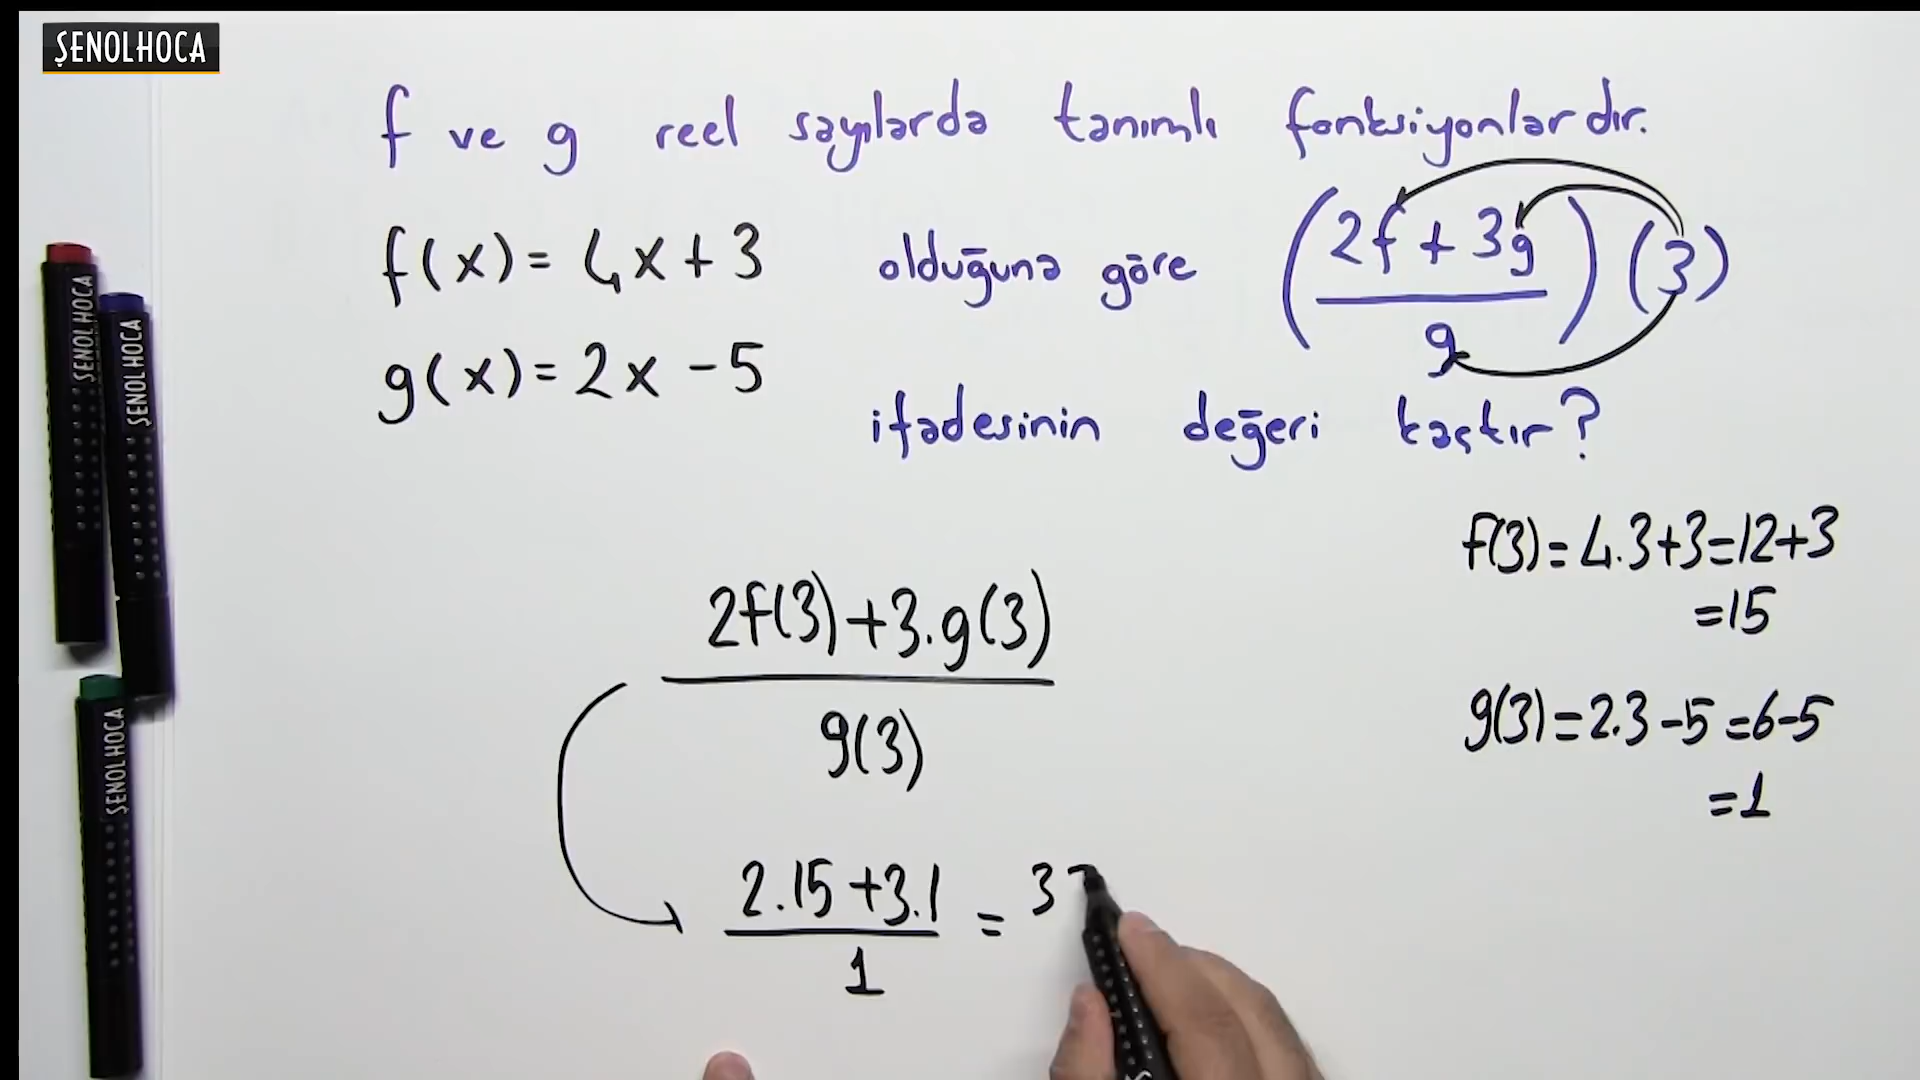 ŞENOLHOCA
f ve g reel sayılarda tanımlı fonksiyonlardır.
f(x) = 4x + 3 olduğuna göre ((2f + 3g)/g) (3)
g(x) = 2x - 5
ifadesinin değeri kaçtır?
f(3) = 4.3+3 = 12+3
= 15
g(3) = 2.3 - 5 = 6-5
= 1
(2f(3) + 3.g(3))/g(3)
(2.15 + 3.1)/1 = 3
ŞENOLHOCA
ŞENOLHOCA
ŞENOLHOCA